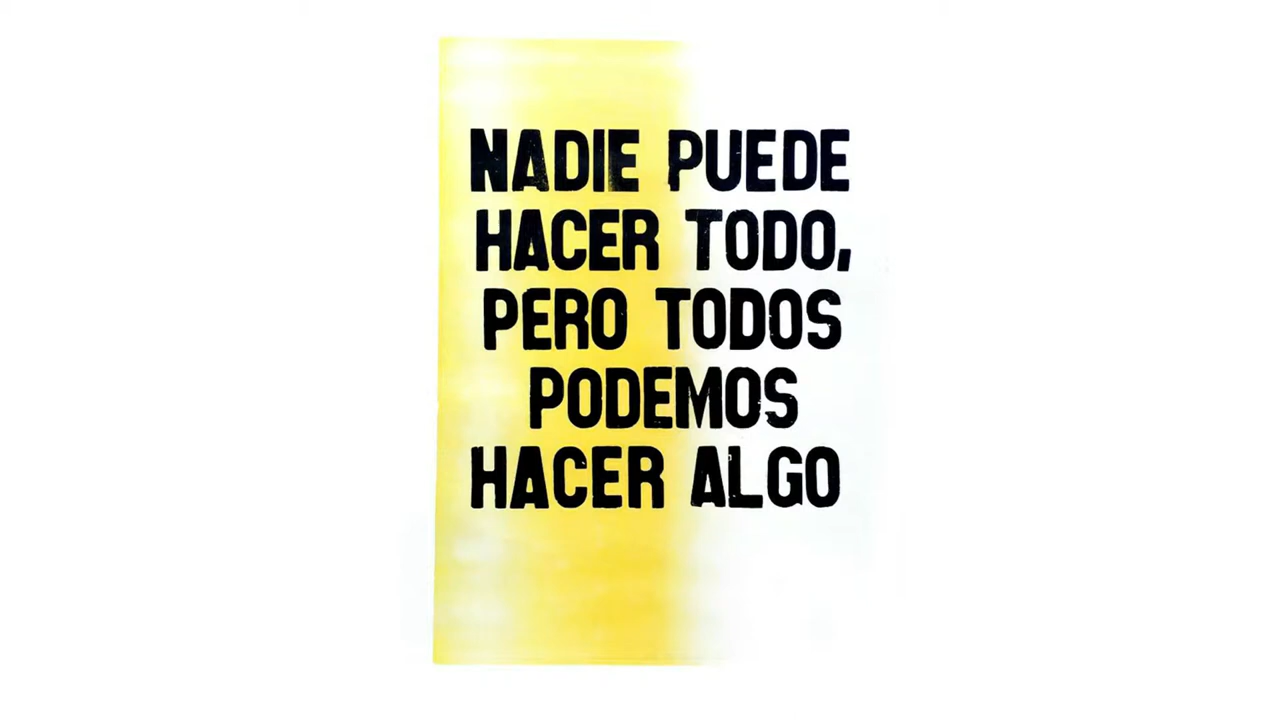 NADIE PUEDE
HACER TODO,
PERO TODOS
PODEMOS
HACER ALGO